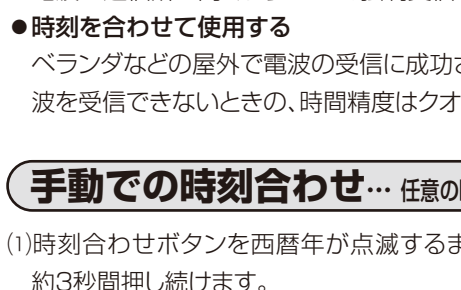 ●時刻を合わせて使用する
ベランダなどの屋外で電波の受信に成功さ
波を受信できないときの、時間精度はクオ
手動での時刻合わせ… 任意の
⑴時刻合わせボタンを西暦年が点滅するま
約3秒間押し続けます。